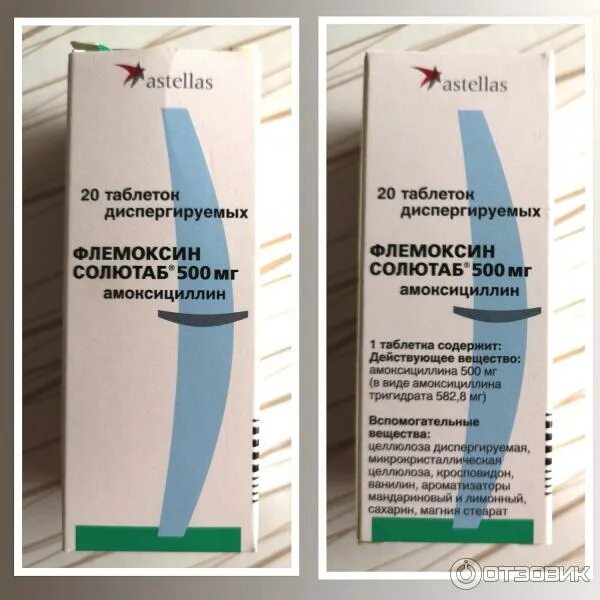 astellas
20 таблеток
диспергируемых
ФЛЕМОКСИН
СОЛЮТАБ® 500 мг
амоксициллин
astellas
20 таблеток
диспергируемых
ФЛЕМОКСИН
СОЛЮТАБ® 500 мг
амоксициллин
1 таблетка содержит:
Действующее вещество:
амоксициллина 500 мг
(в виде амоксициллина
тригидрата 582,8 мг)
Вспомогательные
вещества:
целлюлоза диспергируемая,
микрокристаллическая
целлюлоза, кросповидон,
ванилин, ароматизаторы
мандариновый и лимонный,
сахарин, магния стеарат
ОТЗОВИК